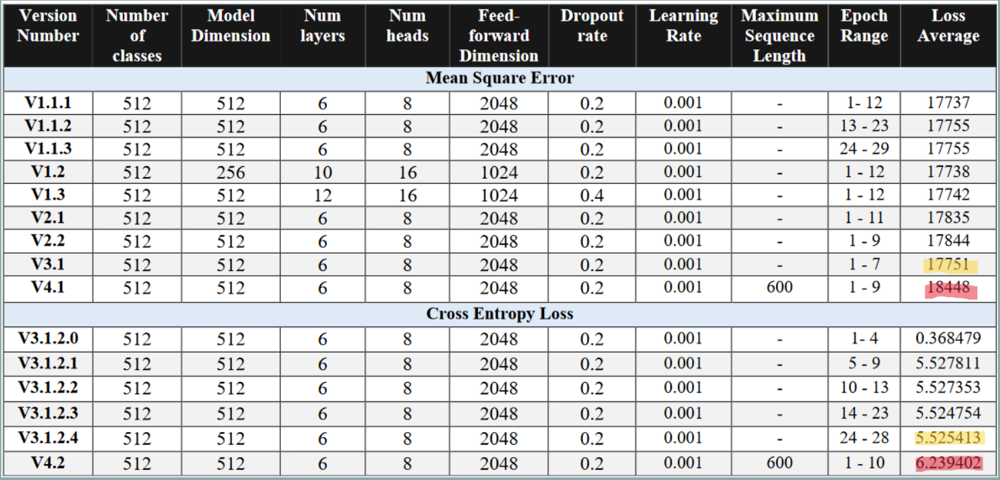 Version Number Number of classes Model Dimension Num layers Num heads Feed-forward Dimension Dropout rate Learning Rate Maximum Sequence Length Epoch Range Loss Average
Mean Square Error
V1.1.1 512 512 6 8 2048 0.2 0.001 - 1- 12 17737
V1.1.2 512 512 6 8 2048 0.2 0.001 - 13 - 23 17755
V1.1.3 512 512 6 8 2048 0.2 0.001 - 24 - 29 17755
V1.2 512 256 10 16 1024 0.2 0.001 - 1 - 12 17738
V1.3 512 512 12 16 1024 0.4 0.001 - 1 - 12 17742
V2.1 512 512 6 8 2048 0.2 0.001 - 1 - 11 17835
V2.2 512 512 6 8 2048 0.2 0.001 - 1 - 9 17844
V3.1 512 512 6 8 2048 0.2 0.001 - 1 - 7 17751
V4.1 512 512 6 8 2048 0.2 0.001 600 1 - 9 18448
Cross Entropy Loss
V3.1.2.0 512 512 6 8 2048 0.2 0.001 - 1- 4 0.368479
V3.1.2.1 512 512 6 8 2048 0.2 0.001 - 5 - 9 5.527811
V3.1.2.2 512 512 6 8 2048 0.2 0.001 - 10 - 13 5.527353
V3.1.2.3 512 512 6 8 2048 0.2 0.001 - 14 - 23 5.524754
V3.1.2.4 512 512 6 8 2048 0.2 0.001 - 24 - 28 5.525413
V4.2 512 512 6 8 2048 0.2 0.001 600 1 - 10 6.239402